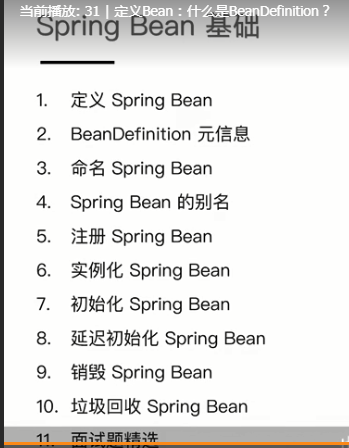 当前播放: 31 | 定义Bean：什么是BeanDefinition？
Spring Bean 基础
1. 定义 Spring Bean
2. BeanDefinition 元信息
3. 命名 Spring Bean
4. Spring Bean 的别名
5. 注册 Spring Bean
6. 实例化 Spring Bean
7. 初始化 Spring Bean
8. 延迟初始化 Spring Bean
9. 销毁 Spring Bean
10. 垃圾回收 Spring Bean
11. 面试题精选